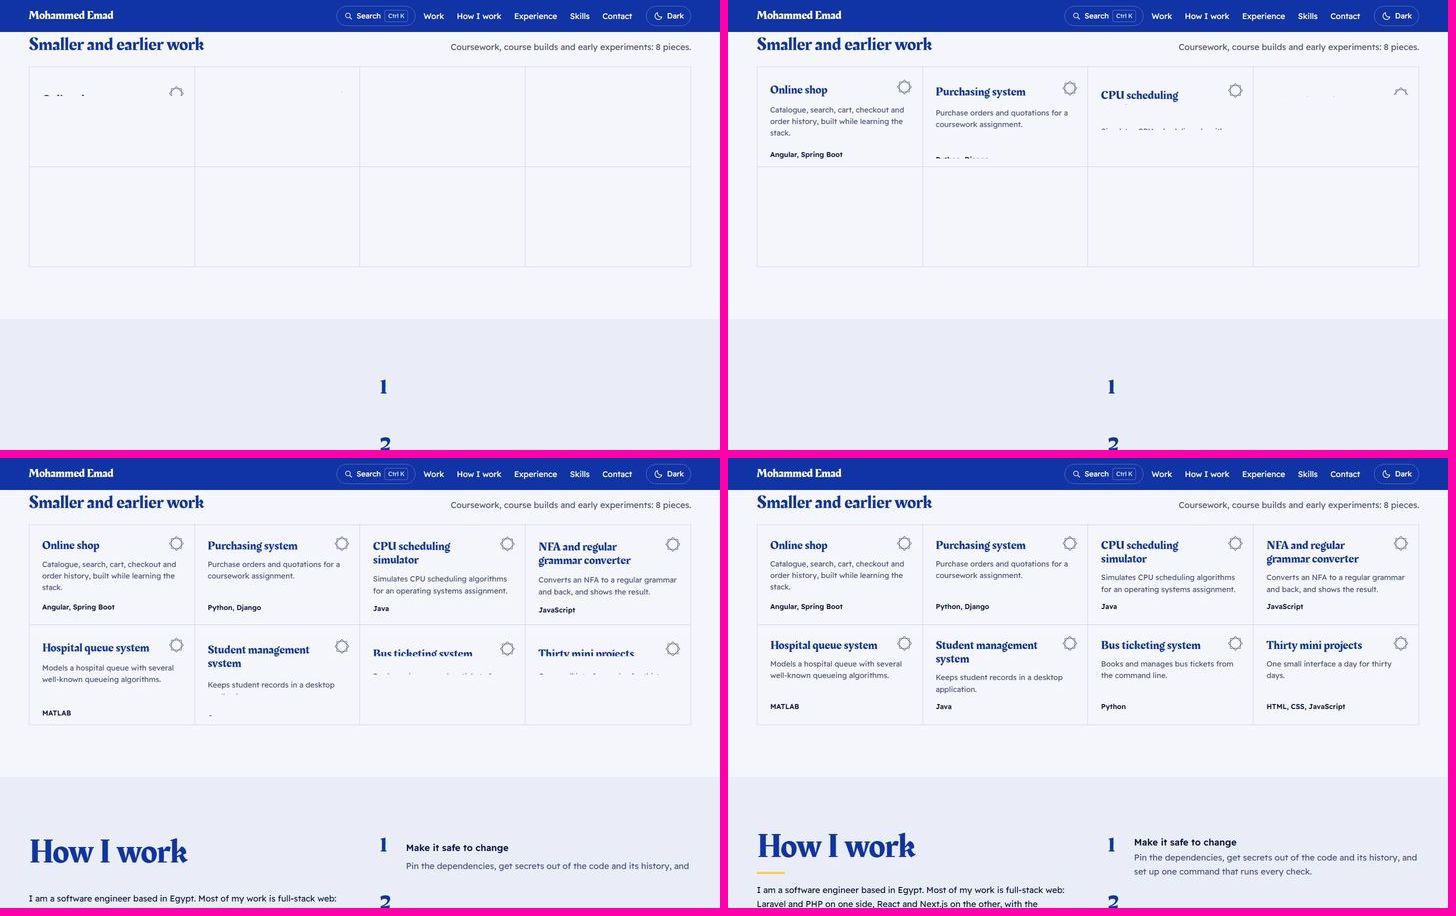 Mohammed Emad
Search Ctrl K Work How I work Experience Skills Contact Dark
Smaller and earlier work
Coursework, course builds and early experiments: 8 pieces.
1
2
Mohammed Emad
Search Ctrl K Work How I work Experience Skills Contact Dark
Smaller and earlier work
Coursework, course builds and early experiments: 8 pieces.
Online shop
Catalogue, search, cart, checkout and
order history, built while learning the
stack.
Angular, Spring Boot
Purchasing system
Purchase orders and quotations for a
coursework assignment.
CPU scheduling
1
2
Mohammed Emad
Search Ctrl K Work How I work Experience Skills Contact Dark
Smaller and earlier work
Coursework, course builds and early experiments: 8 pieces.
Online shop
Catalogue, search, cart, checkout and
order history, built while learning the
stack.
Angular, Spring Boot
Purchasing system
Purchase orders and quotations for a
coursework assignment.
Python, Django
CPU scheduling
simulator
Simulates CPU scheduling algorithms
for an operating systems assignment.
Java
NFA and regular
grammar converter
Converts an NFA to a regular grammar
and back, and shows the result.
JavaScript
Hospital queue system
Models a hospital queue with several
well-known queueing algorithms.
MATLAB
Student management
system
Keeps student records in a desktop
Bus ticketing system
Thirty mini projects
How I work
I am a software engineer based in Egypt. Most of my work is full-stack web:
1
Make it safe to change
Pin the dependencies, get secrets out of the code and its history, and
2
Mohammed Emad
Search Ctrl K Work How I work Experience Skills Contact Dark
Smaller and earlier work
Coursework, course builds and early experiments: 8 pieces.
Online shop
Catalogue, search, cart, checkout and
order history, built while learning the
stack.
Angular, Spring Boot
Purchasing system
Purchase orders and quotations for a
coursework assignment.
Python, Django
CPU scheduling
simulator
Simulates CPU scheduling algorithms
for an operating systems assignment.
Java
NFA and regular
grammar converter
Converts an NFA to a regular grammar
and back, and shows the result.
JavaScript
Hospital queue system
Models a hospital queue with several
well-known queueing algorithms.
MATLAB
Student management
system
Keeps student records in a desktop
application.
Java
Bus ticketing system
Books and manages bus tickets from
the command line.
Python
Thirty mini projects
One small interface a day for thirty
days.
HTML, CSS, JavaScript
How I work
I am a software engineer based in Egypt. Most of my work is full-stack web:
Laravel and PHP on one side, React and Next.js on the other, with the
1
Make it safe to change
Pin the dependencies, get secrets out of the code and its history, and
set up one command that runs every check.
2